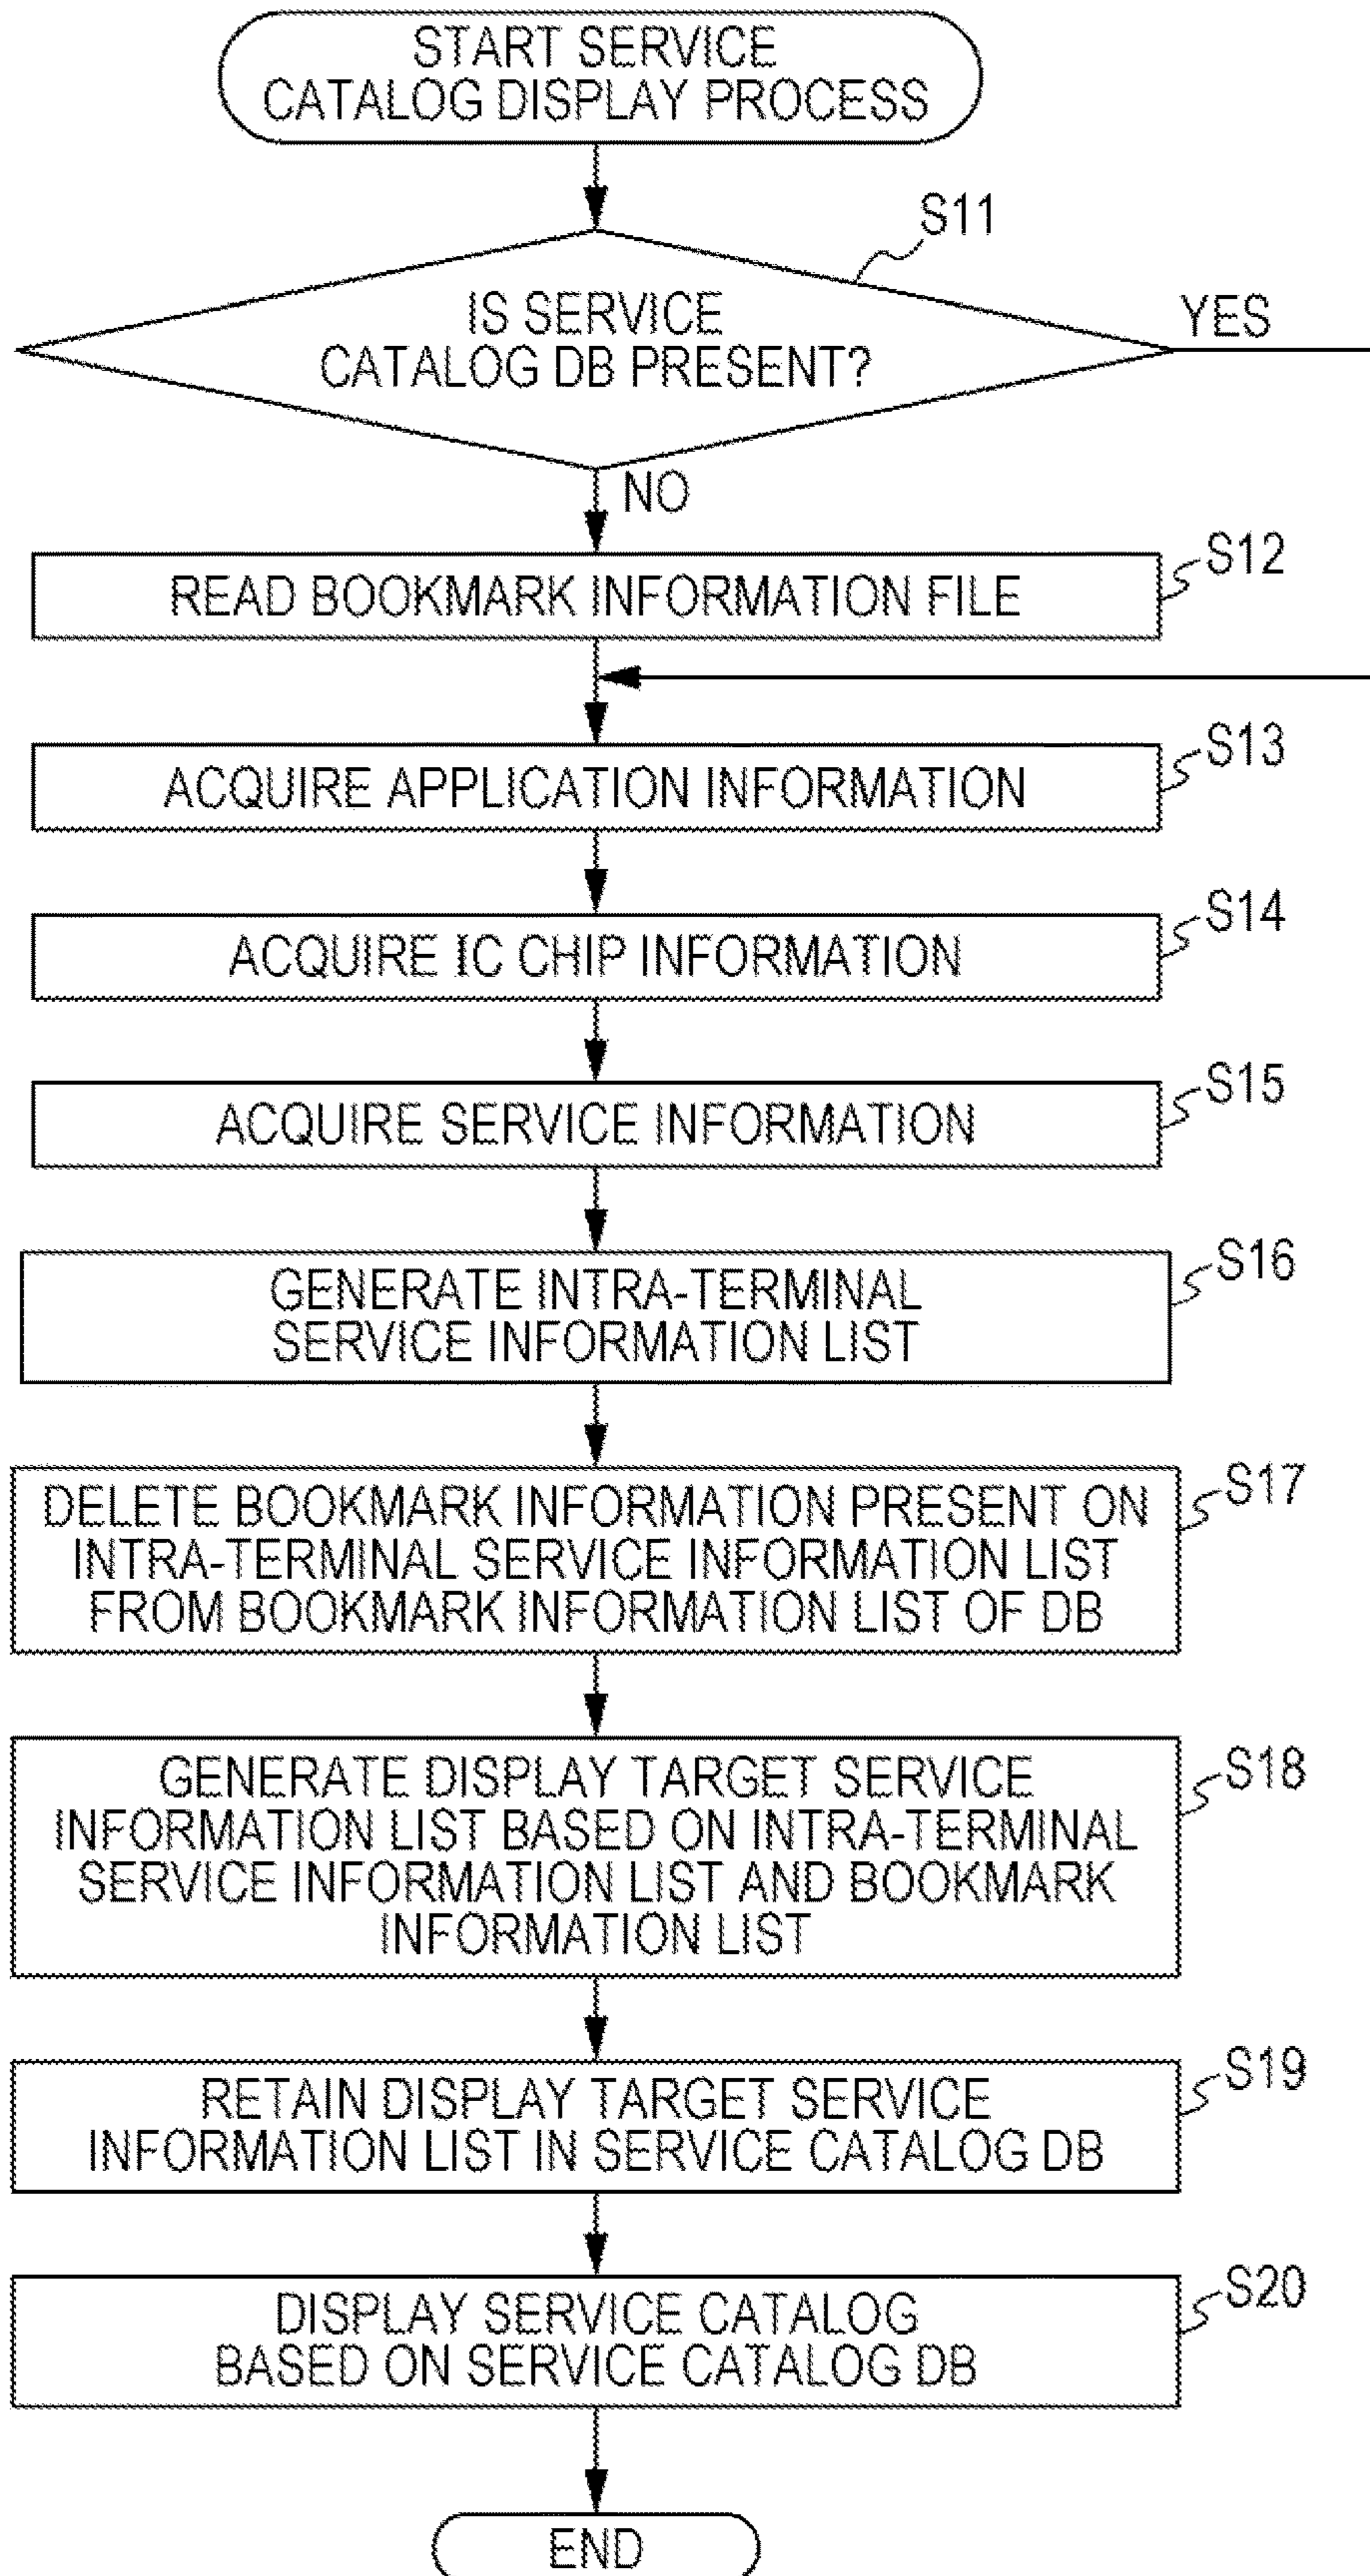 START SERVICE
CATALOG DISPLAY PROCESS
S11
IS SERVICE
CATALOG DB PRESENT?
YES
NO
S12
READ BOOKMARK INFORMATION FILE
S13
ACQUIRE APPLICATION INFORMATION
S14
ACQUIRE IC CHIP INFORMATION
S15
ACQUIRE SERVICE INFORMATION
S16
GENERATE INTRA-TERMINAL
SERVICE INFORMATION LIST
S17
DELETE BOOKMARK INFORMATION PRESENT ON
INTRA-TERMINAL SERVICE INFORMATION LIST
FROM BOOKMARK INFORMATION LIST OF DB
S18
GENERATE DISPLAY TARGET SERVICE
INFORMATION LIST BASED ON INTRA-TERMINAL
SERVICE INFORMATION LIST AND BOOKMARK
INFORMATION LIST
S19
RETAIN DISPLAY TARGET SERVICE
INFORMATION LIST IN SERVICE CATALOG DB
S20
DISPLAY SERVICE CATALOG
BASED ON SERVICE CATALOG DB
END